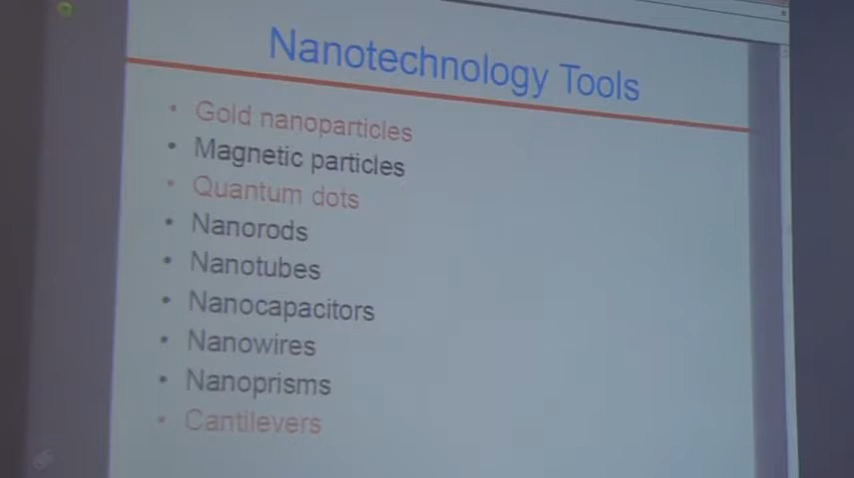 Nanotechnology Tools
• Gold nanoparticles
• Magnetic particles
• Quantum dots
• Nanorods
• Nanotubes
• Nanocapacitors
• Nanowires
• Nanoprisms
• Cantilevers